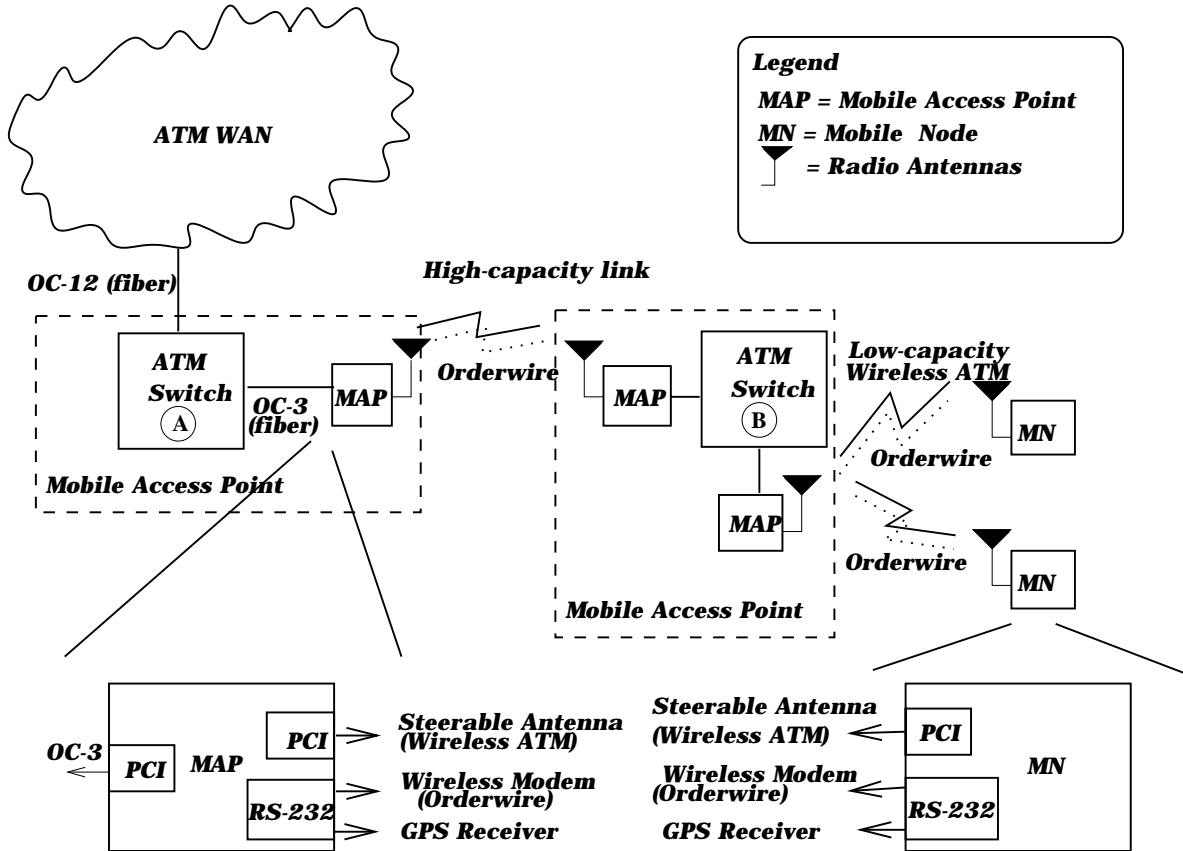 ATM WAN
Legend
MAP = Mobile Access Point
MN = Mobile Node
= Radio Antennas
OC-12 (fiber)
High-capacity link
ATM
Switch
A
OC-3
(fiber)
MAP
Orderwire
Mobile Access Point
MAP
ATM
Switch
B
MAP
Mobile Access Point
Low-capacity
Wireless ATM
MN
Orderwire
Orderwire
MN
OC-3
PCI
MAP
PCI
RS-232
Steerable Antenna
(Wireless ATM)
Wireless Modem
(Orderwire)
GPS Receiver
Steerable Antenna
(Wireless ATM)
Wireless Modem
(Orderwire)
GPS Receiver
PCI
RS-232
MN